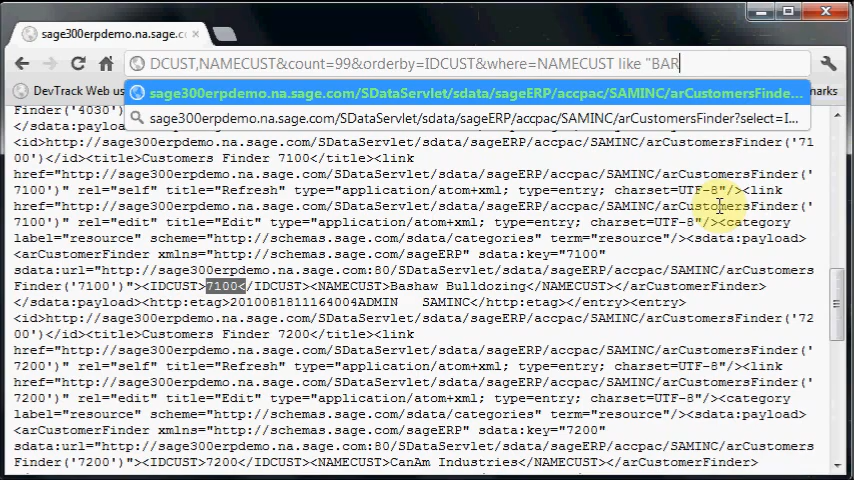 sage300erpdemo.na.sage.c
DCUST,NAMECUST&count=99&orderby=IDCUST&where=NAMECUST like "BAR
DevTrack Web us
sage300erpdemo.na.sage.com/SDataServlet/sdata/sageERP/accpac/SAMINC/arCustomersFinde...
marks
sage300erpdemo.na.sage.com/SDataServlet/sdata/sageERP/accpac/SAMINC/arCustomersFinder?select=I...
Finder('4030')
</sdata:payload
<id>http://sage300erpdemo.na.sage.com/SDataServlet/sdata/sageERP/accpac/SAMINC/arCustomersFinder('71
00')</id><title>Customers Finder 7100</title><link
href="http://sage300erpdemo.na.sage.com/SDataServlet/sdata/sageERP/accpac/SAMINC/arCustomersFinder('
7100')" rel="self" title="Refresh" type="application/atom+xml; type=entry; charset=UTF-8"/><link
href="http://sage300erpdemo.na.sage.com/SDataServlet/sdata/sageERP/accpac/SAMINC/arCustomersFinder('
7100')" rel="edit" title="Edit" type="application/atom+xml; type=entry; charset=UTF-8"/><category
label="resource" scheme="http://schemas.sage.com/sdata/categories" term="resource"/><sdata:payload>
<arCustomerFinder xmlns="http://schemas.sage.com/sageERP" sdata:key="7100"
sdata:url="http://sage300erpdemo.na.sage.com:80/SDataServlet/sdata/sageERP/accpac/SAMINC/arCustomers
Finder('7100')"><IDCUST>7100</IDCUST><NAMECUST>Bashaw Bulldozing</NAMECUST></arCustomerFinder>
</sdata:payload><http:etag>2010081811164004ADMIN   SAMINC</http:etag></entry><entry>
<id>http://sage300erpdemo.na.sage.com/SDataServlet/sdata/sageERP/accpac/SAMINC/arCustomersFinder('72
00')</id><title>Customers Finder 7200</title><link
href="http://sage300erpdemo.na.sage.com/SDataServlet/sdata/sageERP/accpac/SAMINC/arCustomersFinder('
7200')" rel="self" title="Refresh" type="application/atom+xml; type=entry; charset=UTF-8"/><link
href="http://sage300erpdemo.na.sage.com/SDataServlet/sdata/sageERP/accpac/SAMINC/arCustomersFinder('
7200')" rel="edit" title="Edit" type="application/atom+xml; type=entry; charset=UTF-8"/><category
label="resource" scheme="http://schemas.sage.com/sdata/categories" term="resource"/><sdata:payload>
<arCustomerFinder xmlns="http://schemas.sage.com/sageERP" sdata:key="7200"
sdata:url="http://sage300erpdemo.na.sage.com:80/SDataServlet/sdata/sageERP/accpac/SAMINC/arCustomers
Finder('7200')"><IDCUST>7200</IDCUST><NAMECUST>CanAm Industries</NAMECUST></arCustomerFinder>